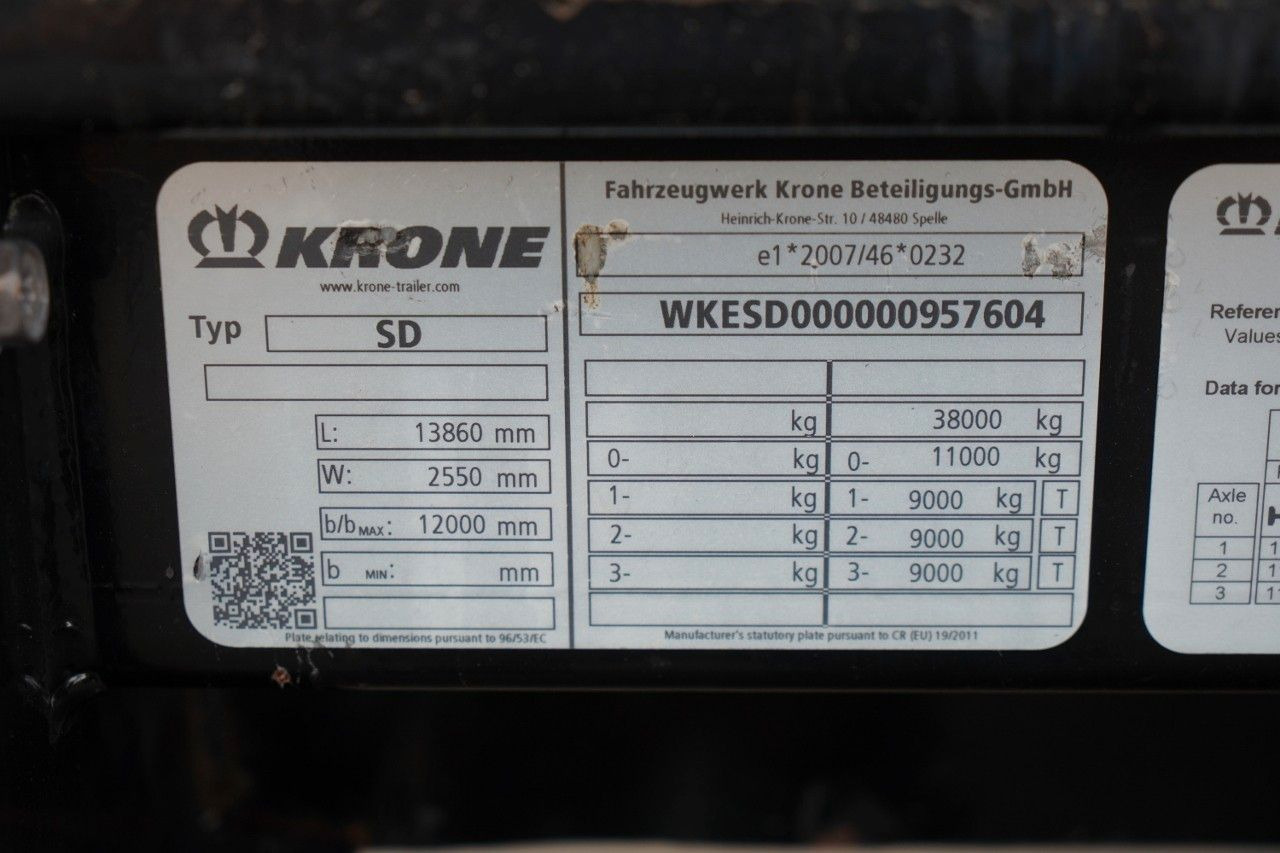 KRONE
www.krone-trailer.com
Typ SD
L: 13860 mm
W: 2550 mm
b/b MAX: 12000 mm
b MIN: mm
Plate relating to dimensions pursuant to 96/53/EC
Fahrzeugwerk Krone Beteiligungs-GmbH
Heinrich-Krone-Str. 10 / 48480 Spelle
e1*2007/46*0232
WKESD000000957604
kg 38000 kg
0- kg 0- 11000 kg
1- kg 1- 9000 kg T
2- kg 2- 9000 kg T
3- kg 3- 9000 kg T
Manufacturer's statutory plate pursuant to CR (EU) 19/2011
Values
Data for
Axle
no.
1
2
3